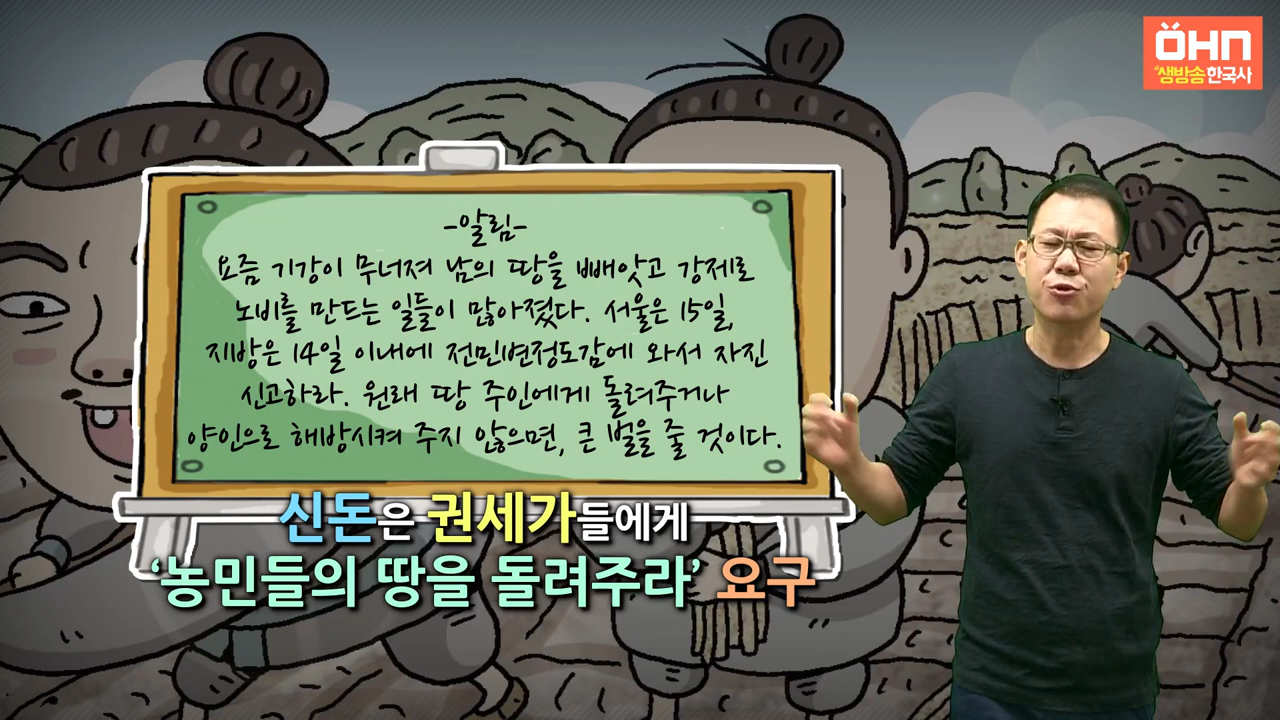 ÖHN
“생방송 한국사
-알림-
요즘 기강이 무너져 남의 땅을 빼앗고 강제로
노비를 만드는 일들이 많아졌다. 서울은 15일,
지방은 14일 이내에 전민변정도감에 와서 자진
신고하라. 원래 땅 주인에게 돌려주거나
양인으로 해방시켜 주지 않으면, 큰 벌을 줄 것이다.
신돈은 권세가들에게
‘농민들의 땅을 돌려주라’ 요구